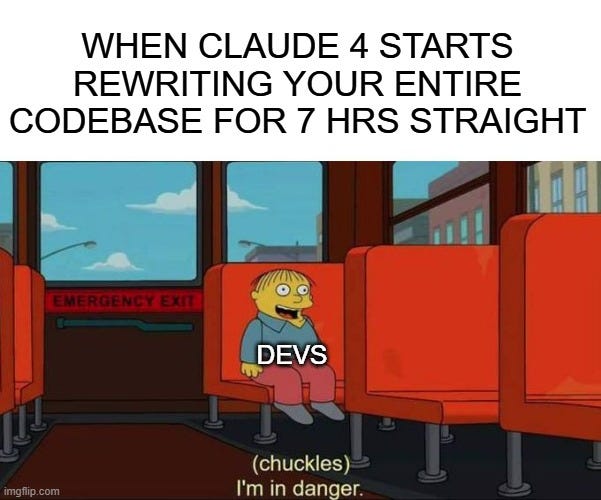 WHEN CLAUDE 4 STARTS
REWRITING YOUR ENTIRE
CODEBASE FOR 7 HRS STRAIGHT
EMERGENCY EXIT
DEVS
(chuckles)
I'm in danger.
imgflip.com